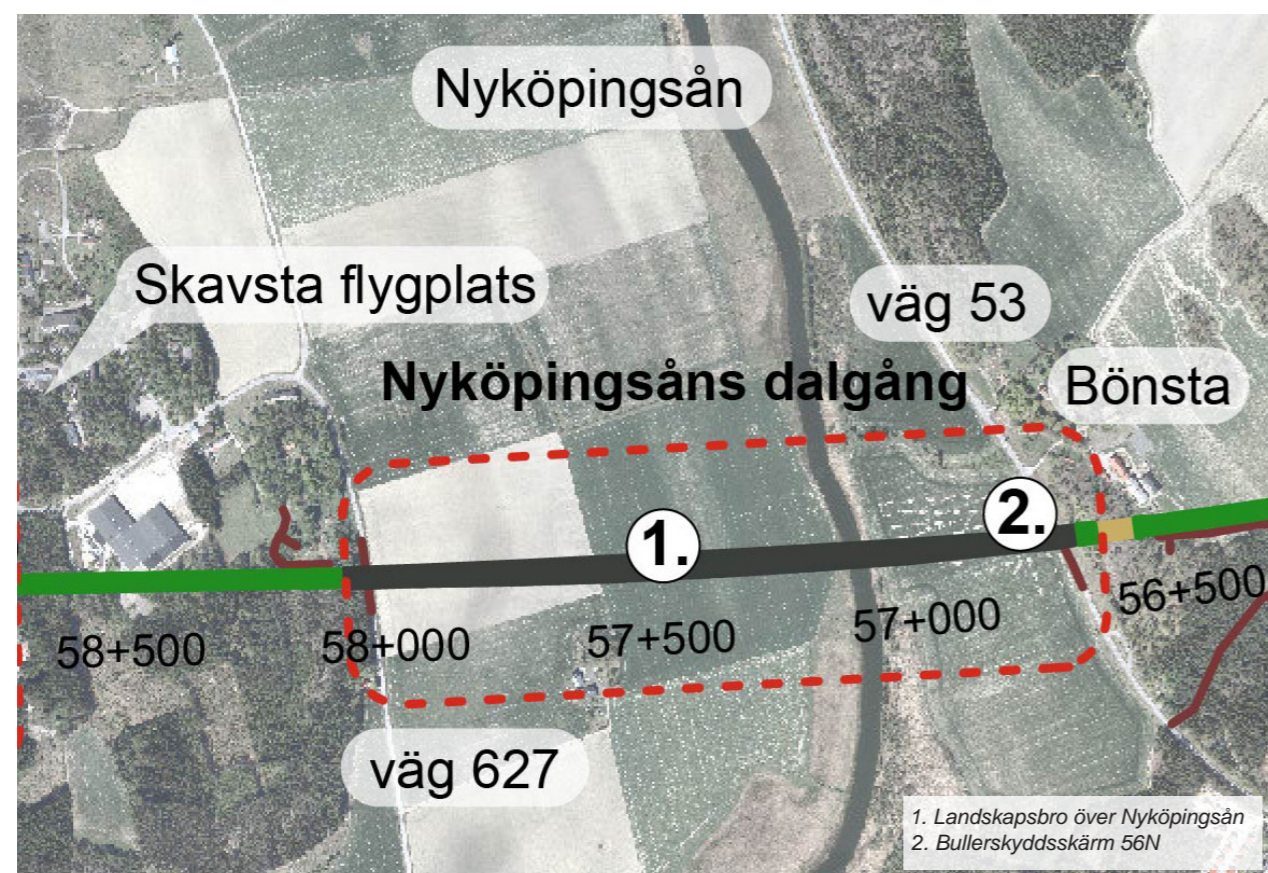 Nyköpingsån
Skavsta flygplats
väg 53
Nyköpingsåns dalgång
Bönsta
1.
2.
58+500
58+000
57+500
57+000
56+500
väg 627
1. Landskapsbro över Nyköpingsån
2. Bullerskyddsskärm 56N